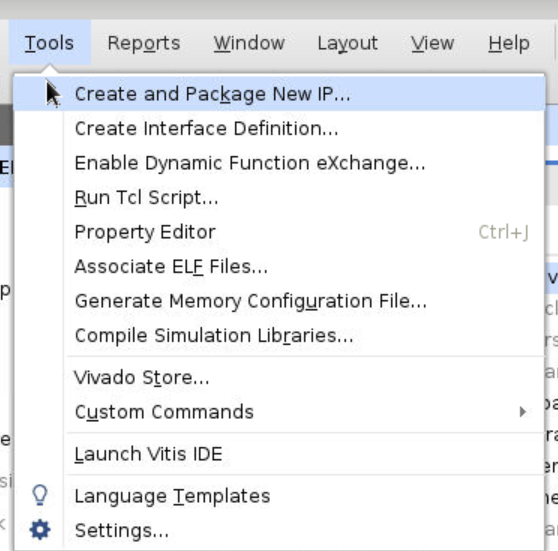 Tools Reports Window Layout View Help
Create and Package New IP...
Create Interface Definition...
Enable Dynamic Function eXchange...
Run Tcl Script...
Property Editor Ctrl+J
Associate ELF Files...
Generate Memory Configuration File...
Compile Simulation Libraries...
Vivado Store...
Custom Commands
Launch Vitis IDE
Language Templates
Settings...